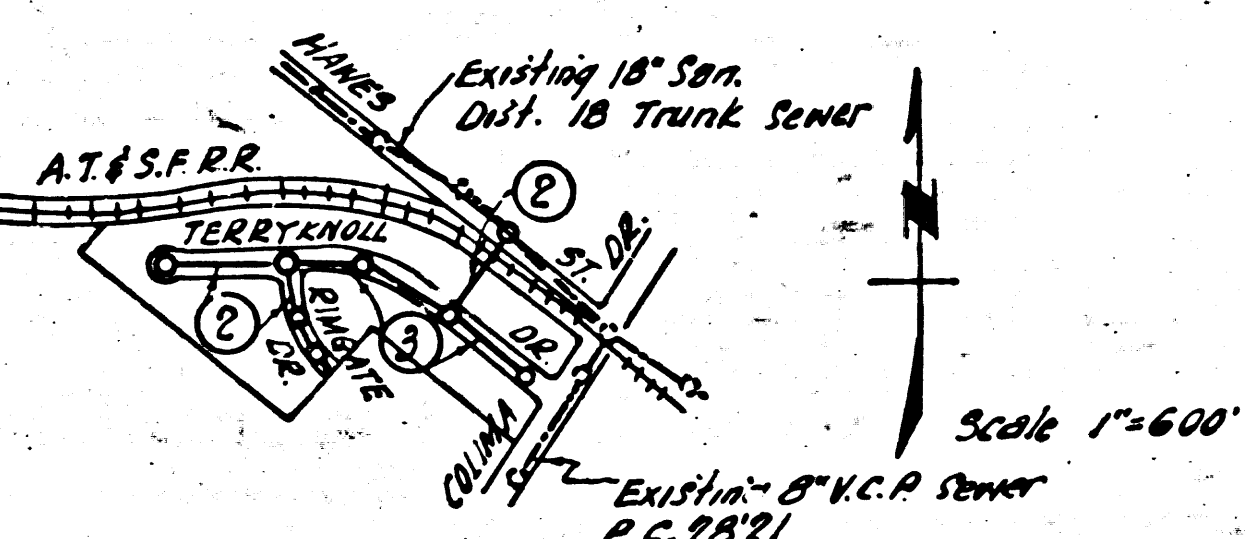 HAWES
Existing 18" San.
Dist. 18 Trunk Sewer
A.T. & S.F. R.R.
2
TERRYKNOLL
ST.
DR.
RIMGATE
2
3
DR.
DR.
COLIMA
Scale 1"=600'
8" V.C.P. Sewer
P.C.